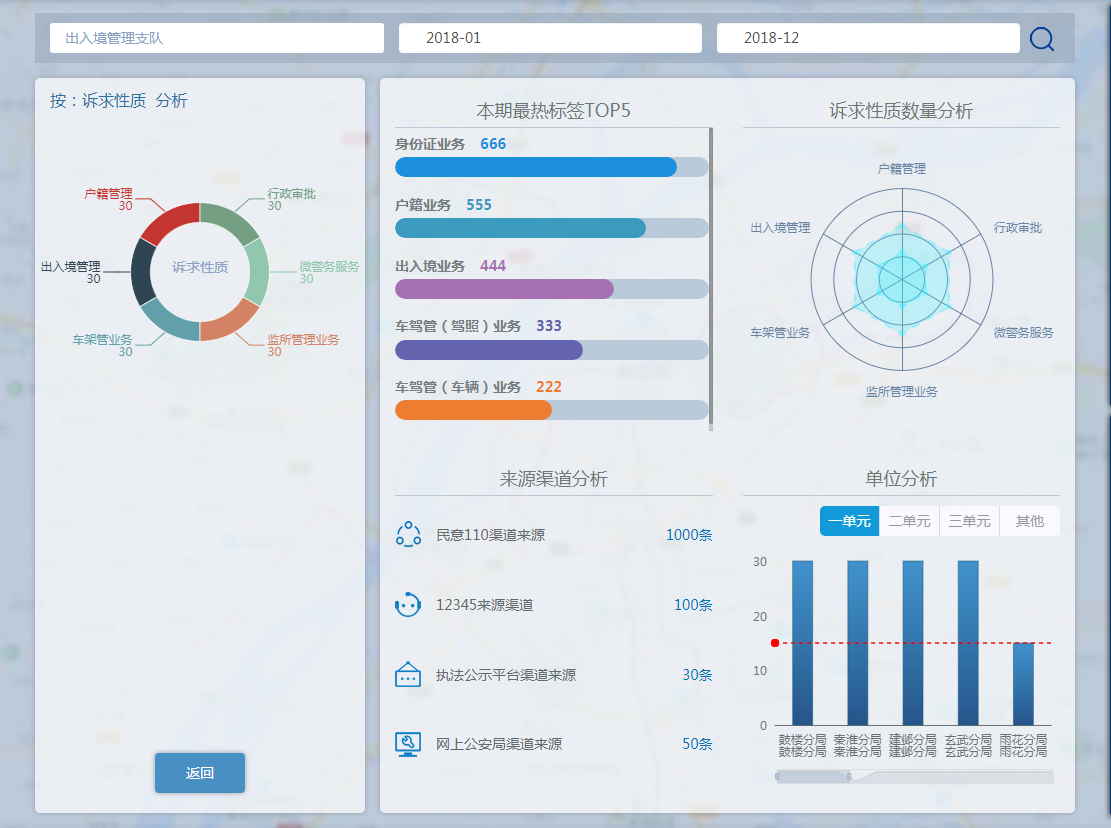 出入境管理支队
2018-01
2018-12
按：诉求性质 分析
户籍管理
30
行政审批
30
出入境管理
30
诉求性质
微警务服务
30
车架管业务
30
监所管理业务
30
返回
本期最热标签TOP5
身份证业务 666
户籍业务 555
出入境业务 444
车驾管（驾照）业务 333
车驾管（车辆）业务 222
诉求性质数量分析
户籍管理
出入境管理
行政审批
车架管业务
微警务服务
监所管理业务
来源渠道分析
民意110渠道来源 1000条
12345来源渠道 100条
执法公示平台渠道来源 30条
网上公安局渠道来源 50条
单位分析
一单元 二单元 三单元 其他
30
20
10
0
鼓楼分局 秦淮分局 建邺分局 玄武分局 雨花分局
鼓楼分局 秦淮分局 建邺分局 玄武分局 雨花分局